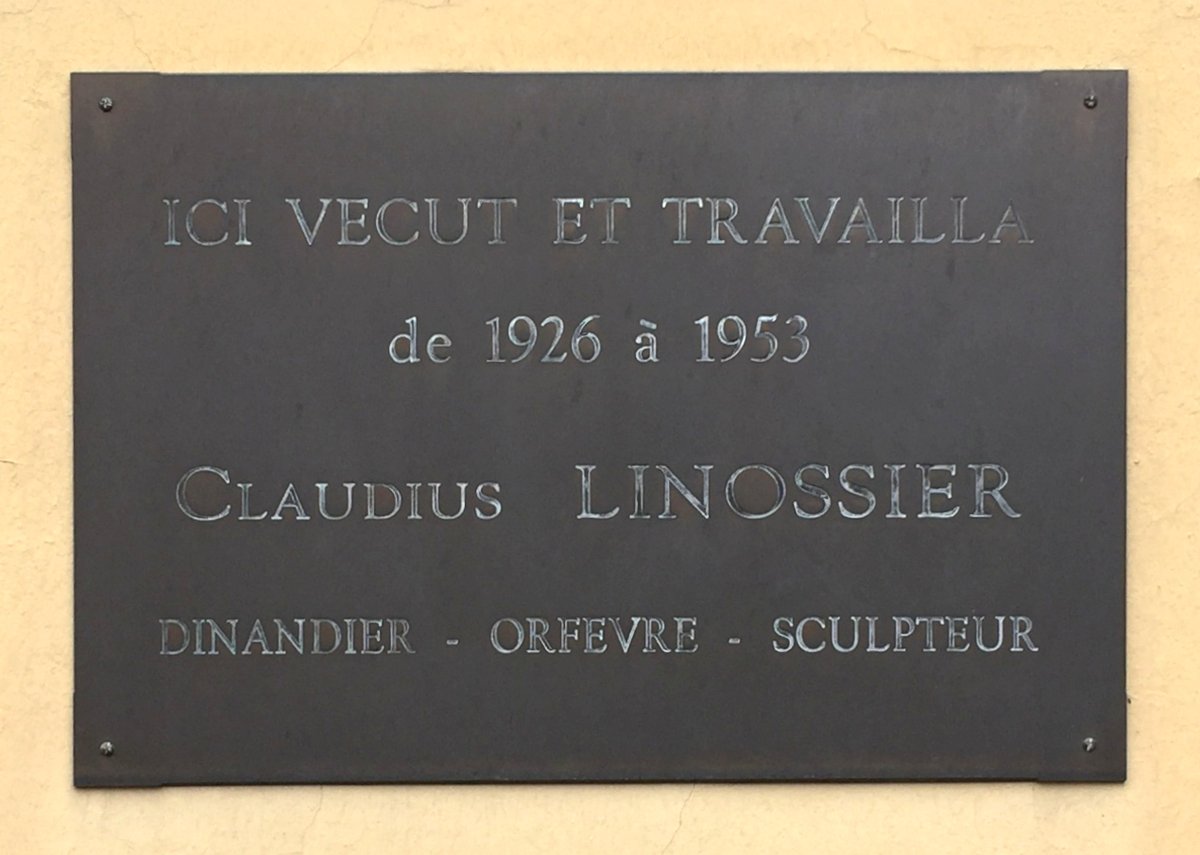 ICI VECUT ET TRAVAILLA
de 1926 à 1953
CLAUDIUS LINOSSIER
DINANDIER - ORFEVRE - SCULPTEUR